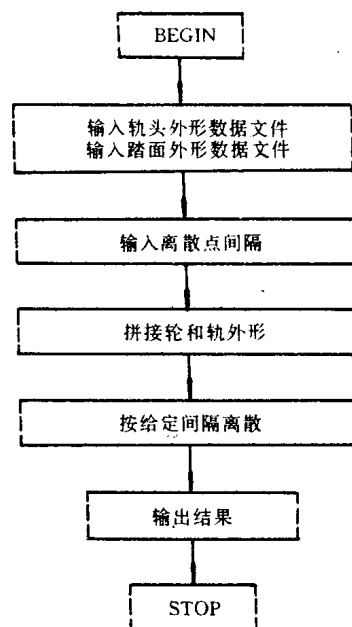 BEGIN
输入轨头外形数据文件
输入踏面外形数据文件
输入离散点间隔
拼接轮和轨外形
按给定间隔离散
输出结果
STOP